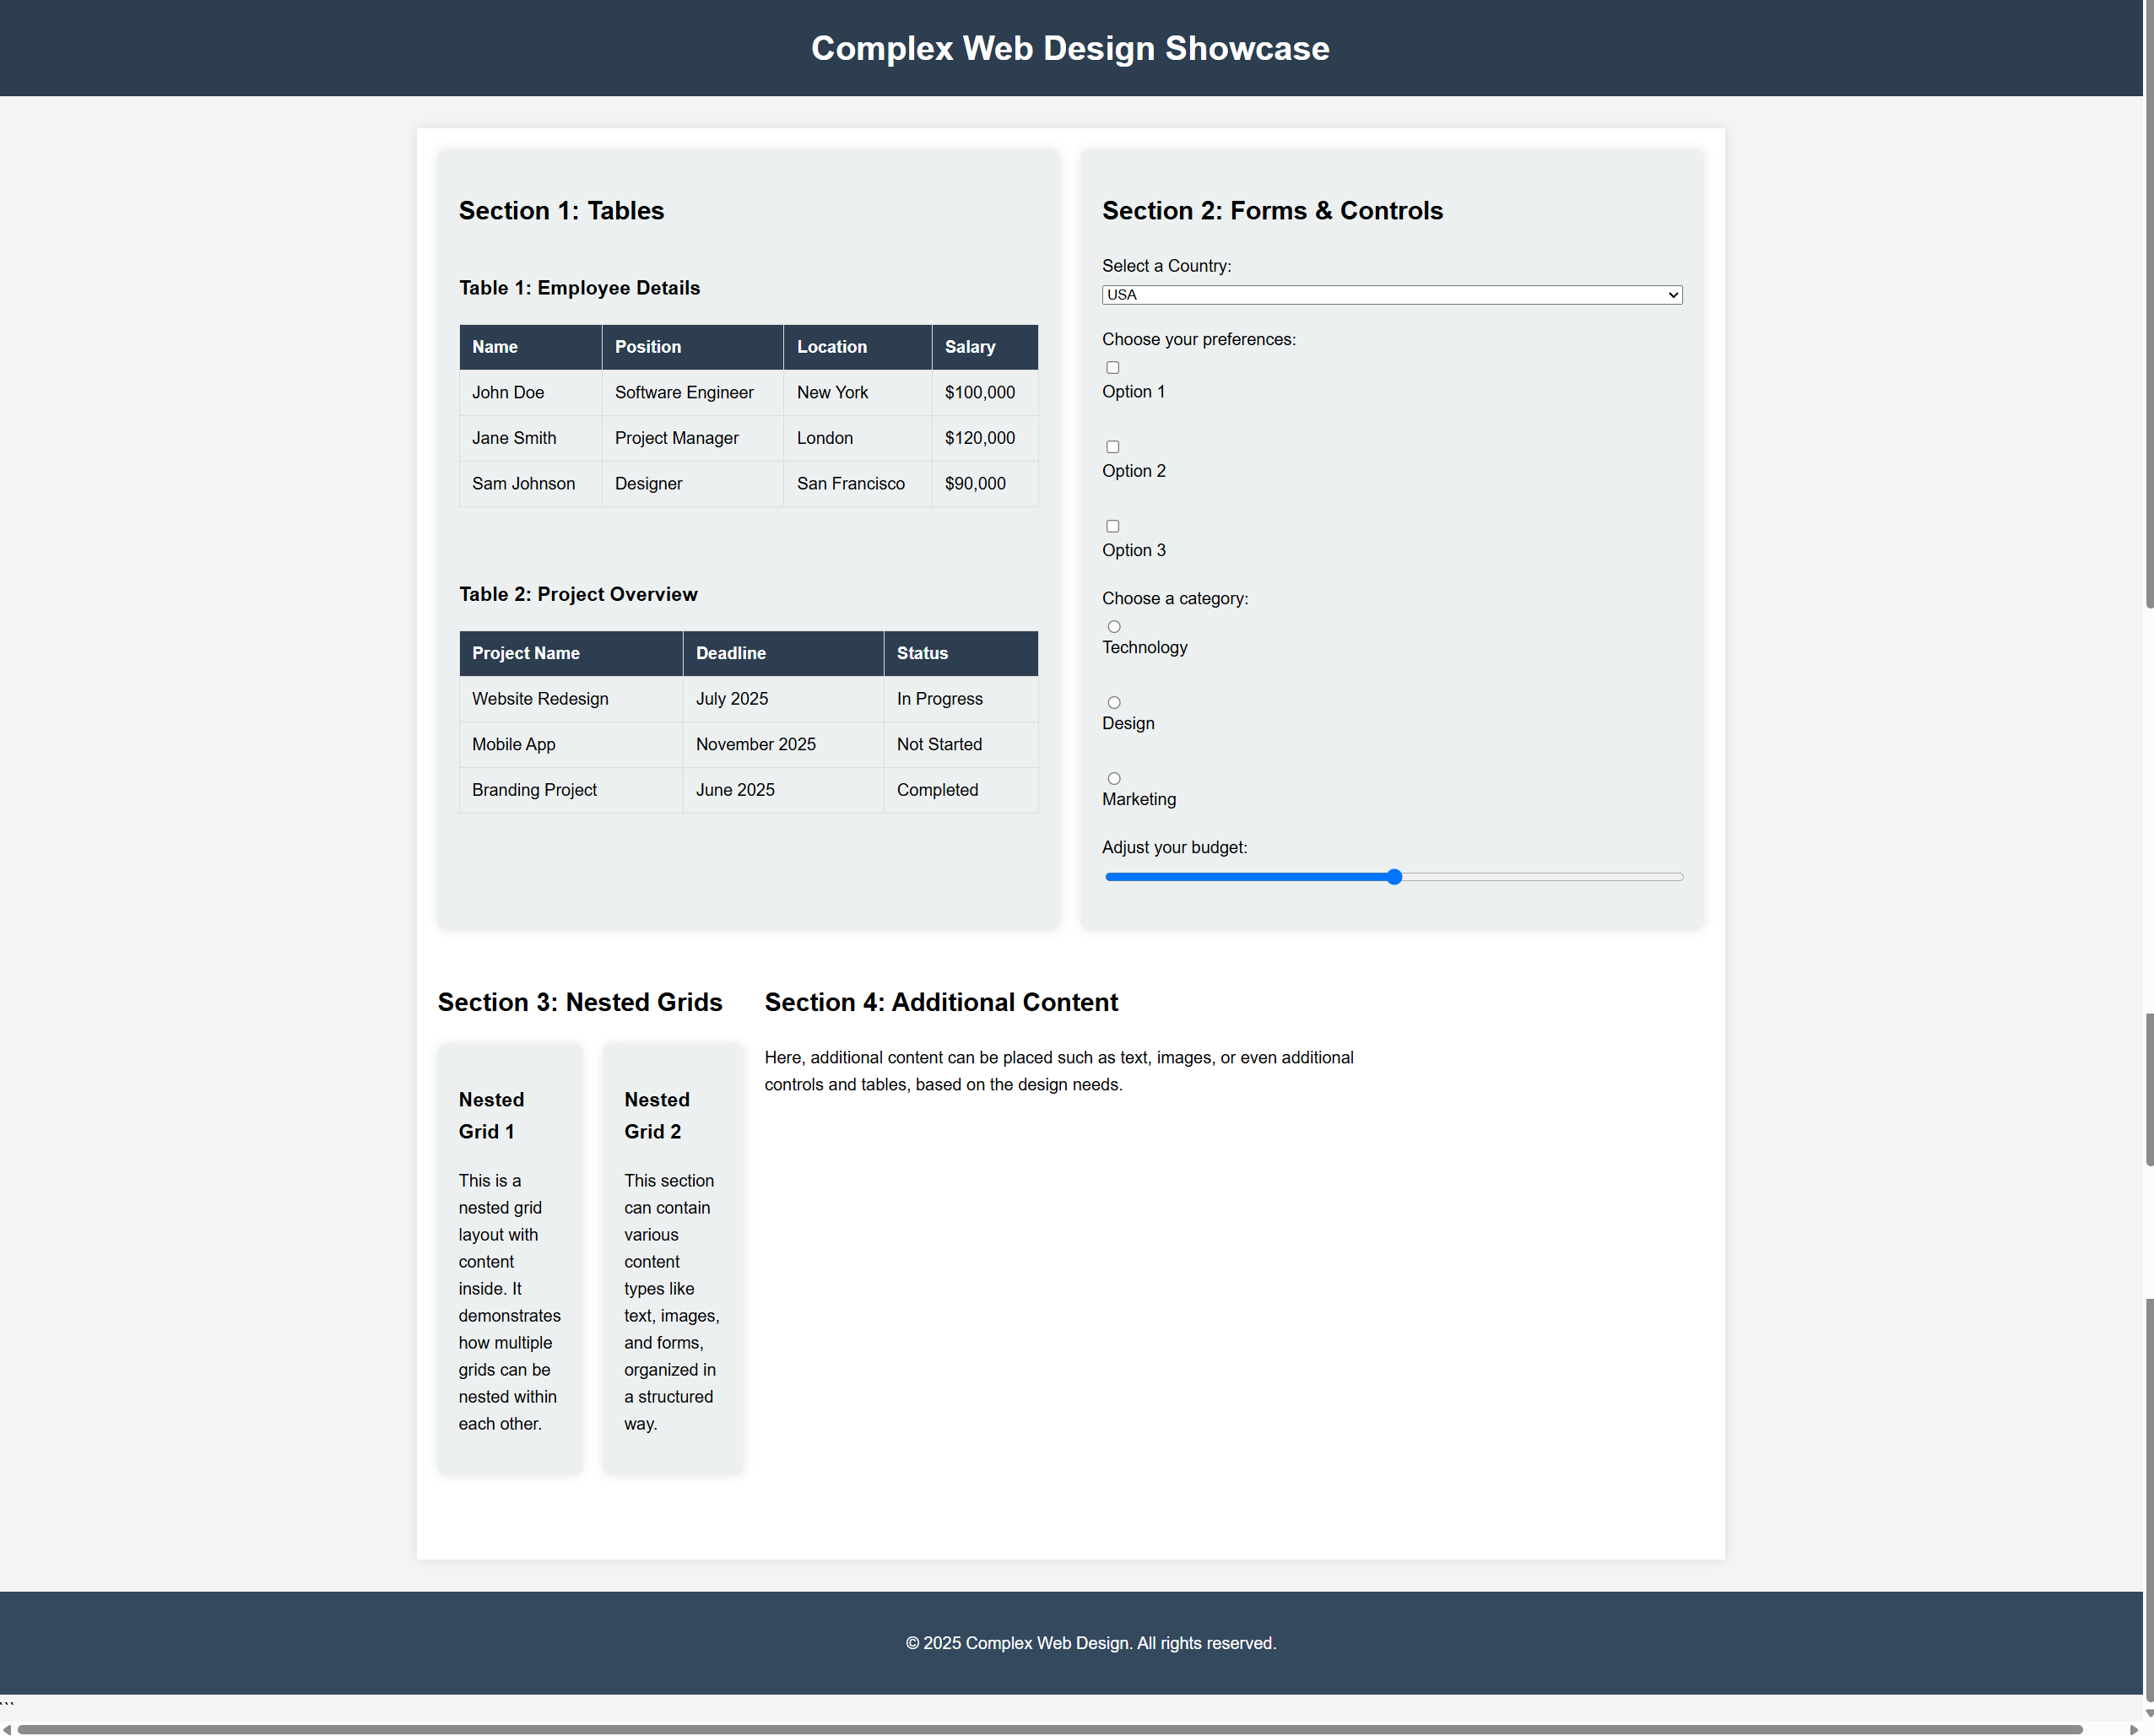 Complex Web Design Showcase
Section 1: Tables
Table 1: Employee Details
Name Position Location Salary
John Doe Software Engineer New York $100,000
Jane Smith Project Manager London $120,000
Sam Johnson Designer San Francisco $90,000
Table 2: Project Overview
Project Name Deadline Status
Website Redesign July 2025 In Progress
Mobile App November 2025 Not Started
Branding Project June 2025 Completed
Section 2: Forms & Controls
Select a Country:
USA
Choose your preferences:
Option 1
Option 2
Option 3
Choose a category:
Technology
Design
Marketing
Adjust your budget:
Section 3: Nested Grids
Nested
Grid 1
This is a
nested grid
layout with
content
inside. It
demonstrates
how multiple
grids can be
nested within
each other.
Nested
Grid 2
This section
can contain
various
content
types like
text, images,
and forms,
organized in
a structured
way.
Section 4: Additional Content
Here, additional content can be placed such as text, images, or even additional
controls and tables, based on the design needs.
© 2025 Complex Web Design. All rights reserved.
```